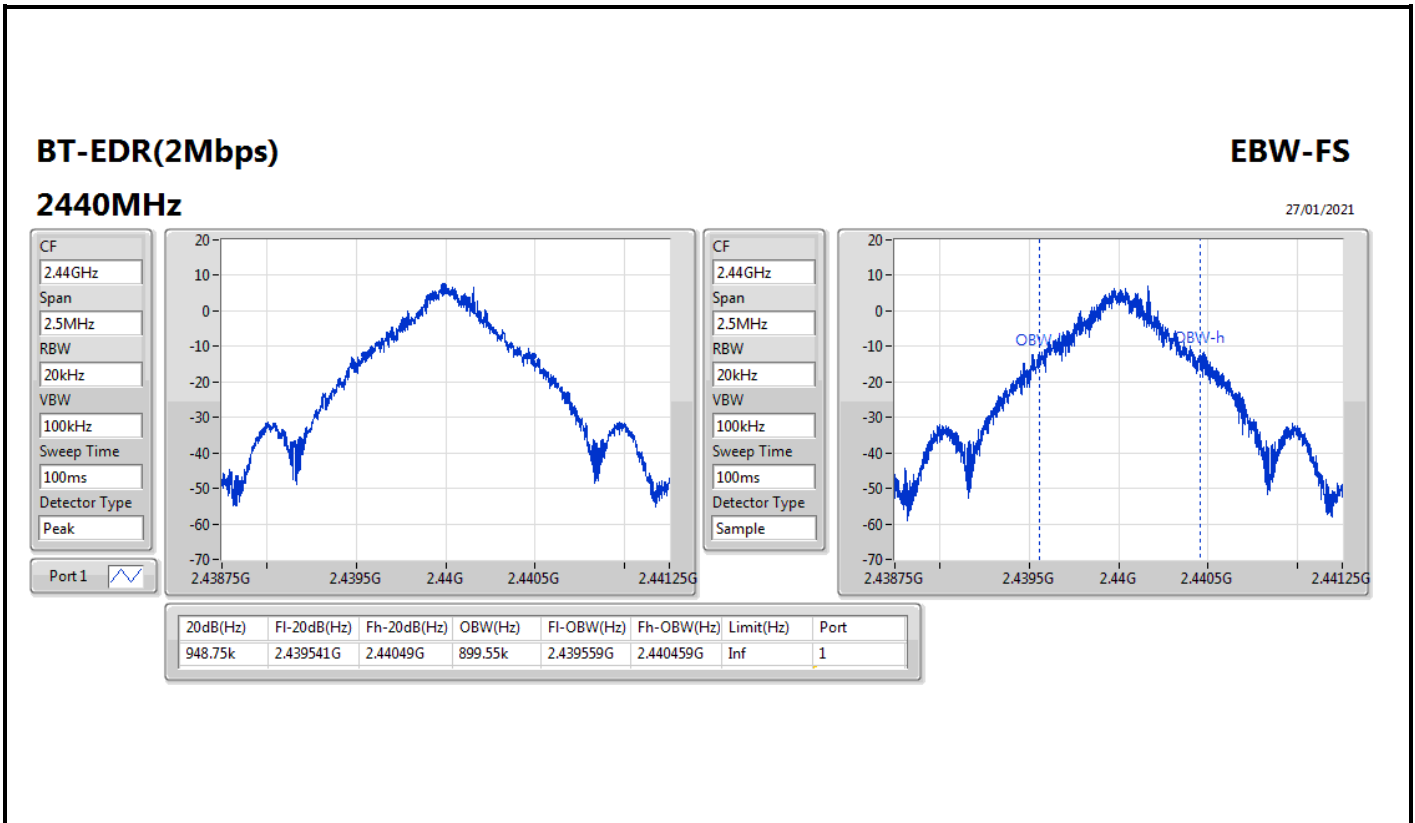 BT-EDR(2Mbps)
EBW-FS
2440MHz
27/01/2021
CF
2.44GHz
Span
2.5MHz
RBW
20kHz
VBW
100kHz
Sweep Time
100ms
Detector Type
Peak
Port 1
20
10
0
-10
-20
-30
-40
-50
-60
-70
2.43875G 2.4395G 2.44G 2.4405G 2.44125G
CF
2.44GHz
Span
2.5MHz
RBW
20kHz
VBW
100kHz
Sweep Time
100ms
Detector Type
Sample
20
10
0
-10
-20
-30
-40
-50
-60
-70
OBW
OBW-h
2.43875G 2.4395G 2.44G 2.4405G 2.44125G
20dB(Hz) Fl-20dB(Hz) Fh-20dB(Hz) OBW(Hz) Fl-OBW(Hz) Fh-OBW(Hz) Limit(Hz) Port
948.75k 2.439541G 2.44049G 899.55k 2.439559G 2.440459G Inf 1